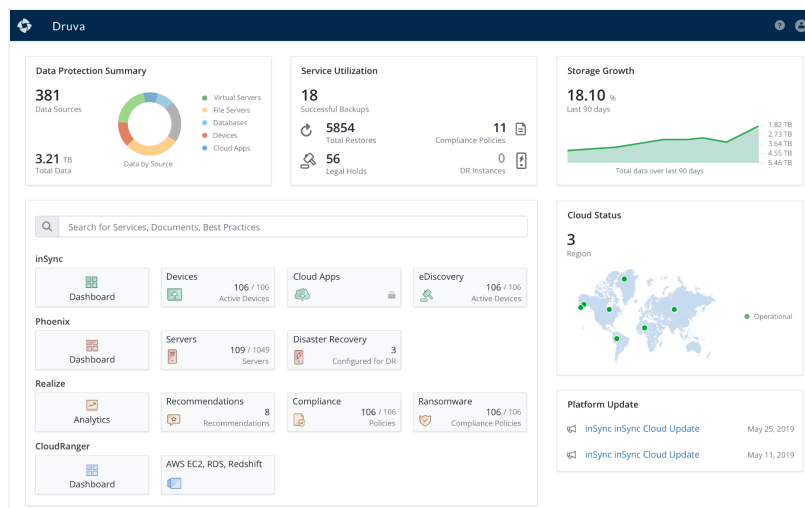 Druva
Data Protection Summary
381
Data Sources
3.21 TB
Total Data
Data by Source
Virtual Servers
File Servers
Databases
Devices
Cloud Apps
Service Utilization
18
Successful Backups
5854
Total Restores
11
Compliance Policies
56
Legal Holds
0
DR Instances
Storage Growth
18.10 %
Last 90 days
1.82 TB
2.73 TB
3.64 TB
4.55 TB
5.46 TB
Total data over last 90 days
Search for Services, Documents, Best Practices
inSync
Dashboard
Devices
106 / 106
Active Devices
Cloud Apps
eDiscovery
106 / 106
Active Devices
Phoenix
Dashboard
Servers
109 / 1049
Servers
Disaster Recovery
3
Configured for DR
Realize
Analytics
Recommendations
8
Recommendations
Compliance
106 / 106
Policies
Ransomware
106 / 106
Compliance Policies
CloudRanger
Dashboard
AWS EC2, RDS, Redshift
Cloud Status
3
Region
Operational
Platform Update
inSync inSync Cloud Update May 25, 2019
inSync inSync Cloud Update May 11, 2019